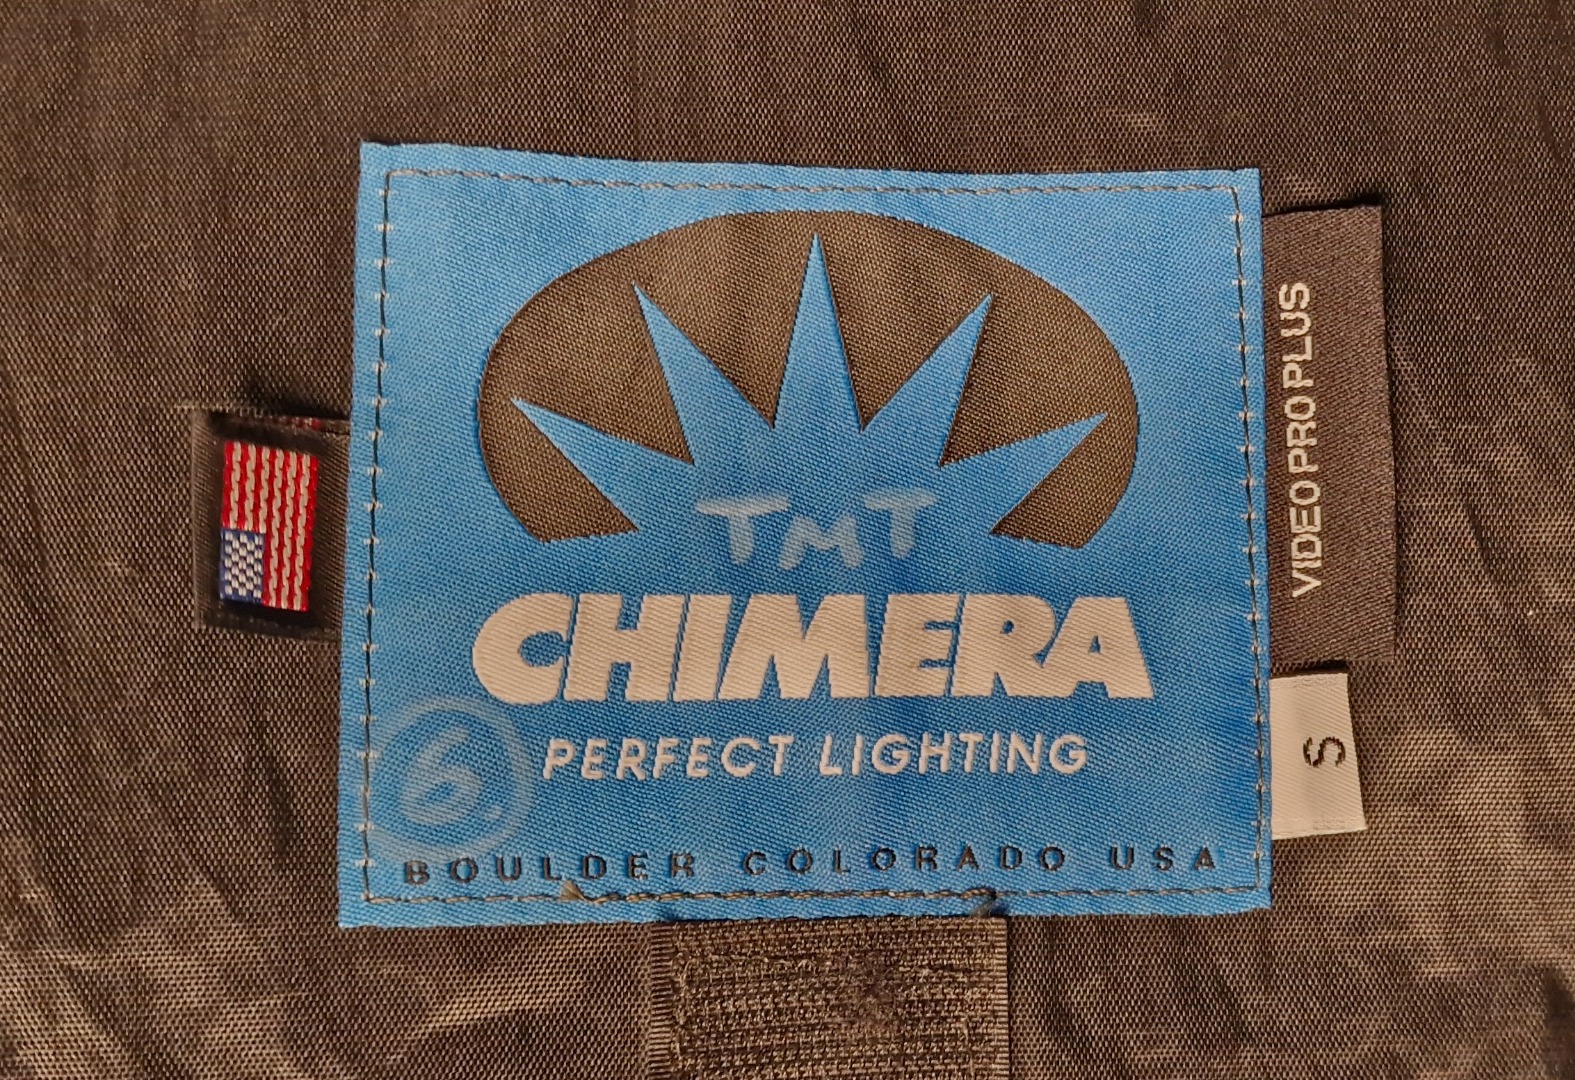 TMT
CHIMERA
6.
PERFECT LIGHTING
BOULDER COLORADO USA
VIDEO PRO PLUS
S